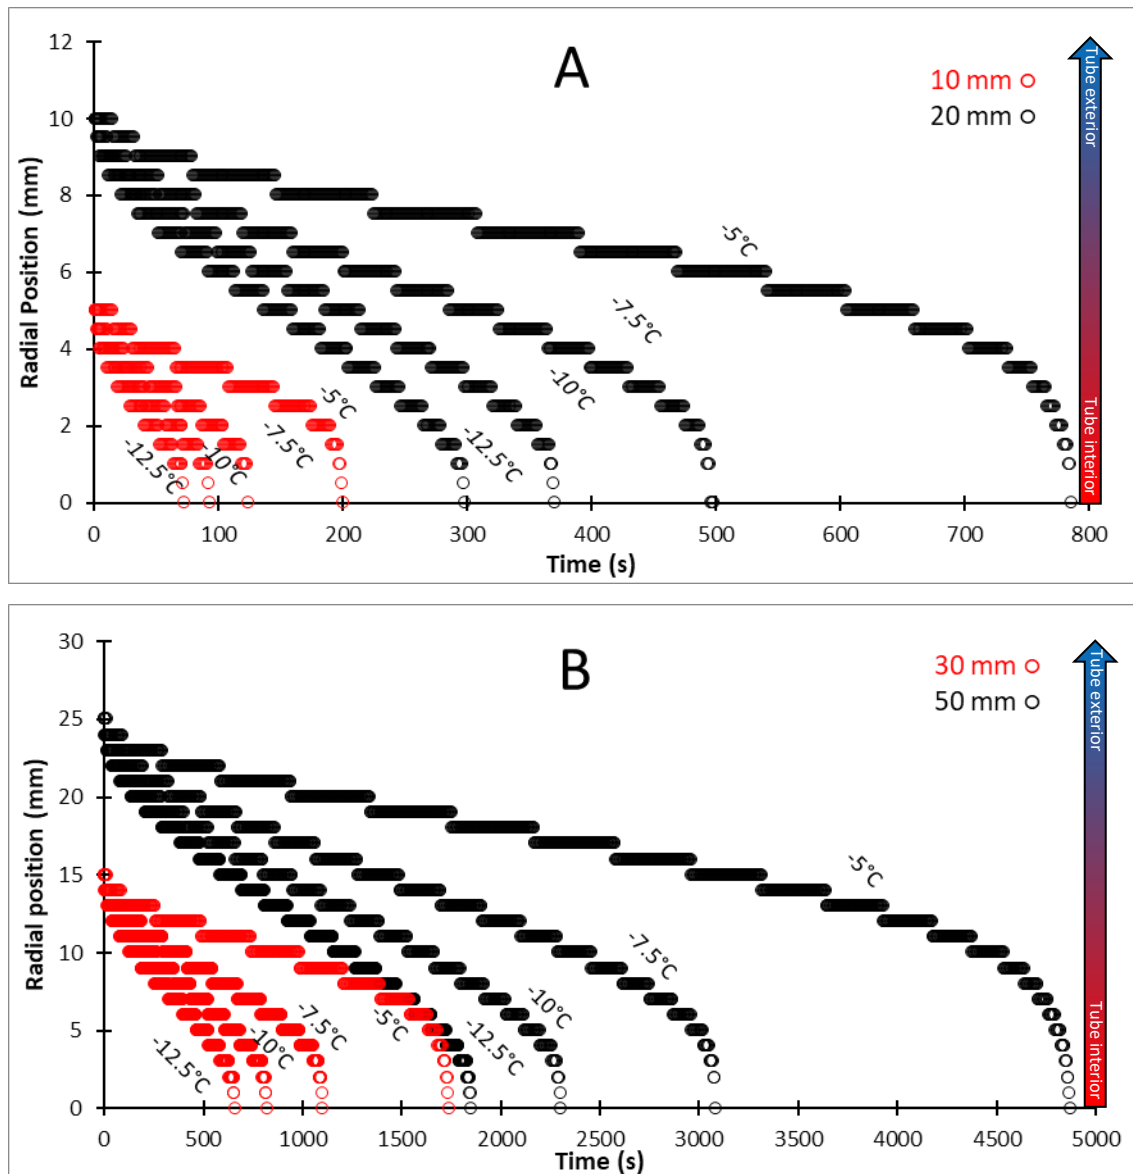 A
10 mm
20 mm
Tube exterior
Tube interior
Radial Position (mm)
12
10
8
6
4
2
0
-5°C
-7.5°C
-10°C
-12.5°C
-5°C
-7.5°C
-10°C
-12.5°C
0 100 200 300 400 500 600 700 800
Time (s)
B
30 mm
50 mm
Tube exterior
Tube interior
Radial position (mm)
30
25
20
15
10
5
0
-5°C
-7.5°C
-10°C
-12.5°C
-5°C
-7.5°C
-10°C
-12.5°C
0 500 1000 1500 2000 2500 3000 3500 4000 4500 5000
Time (s)